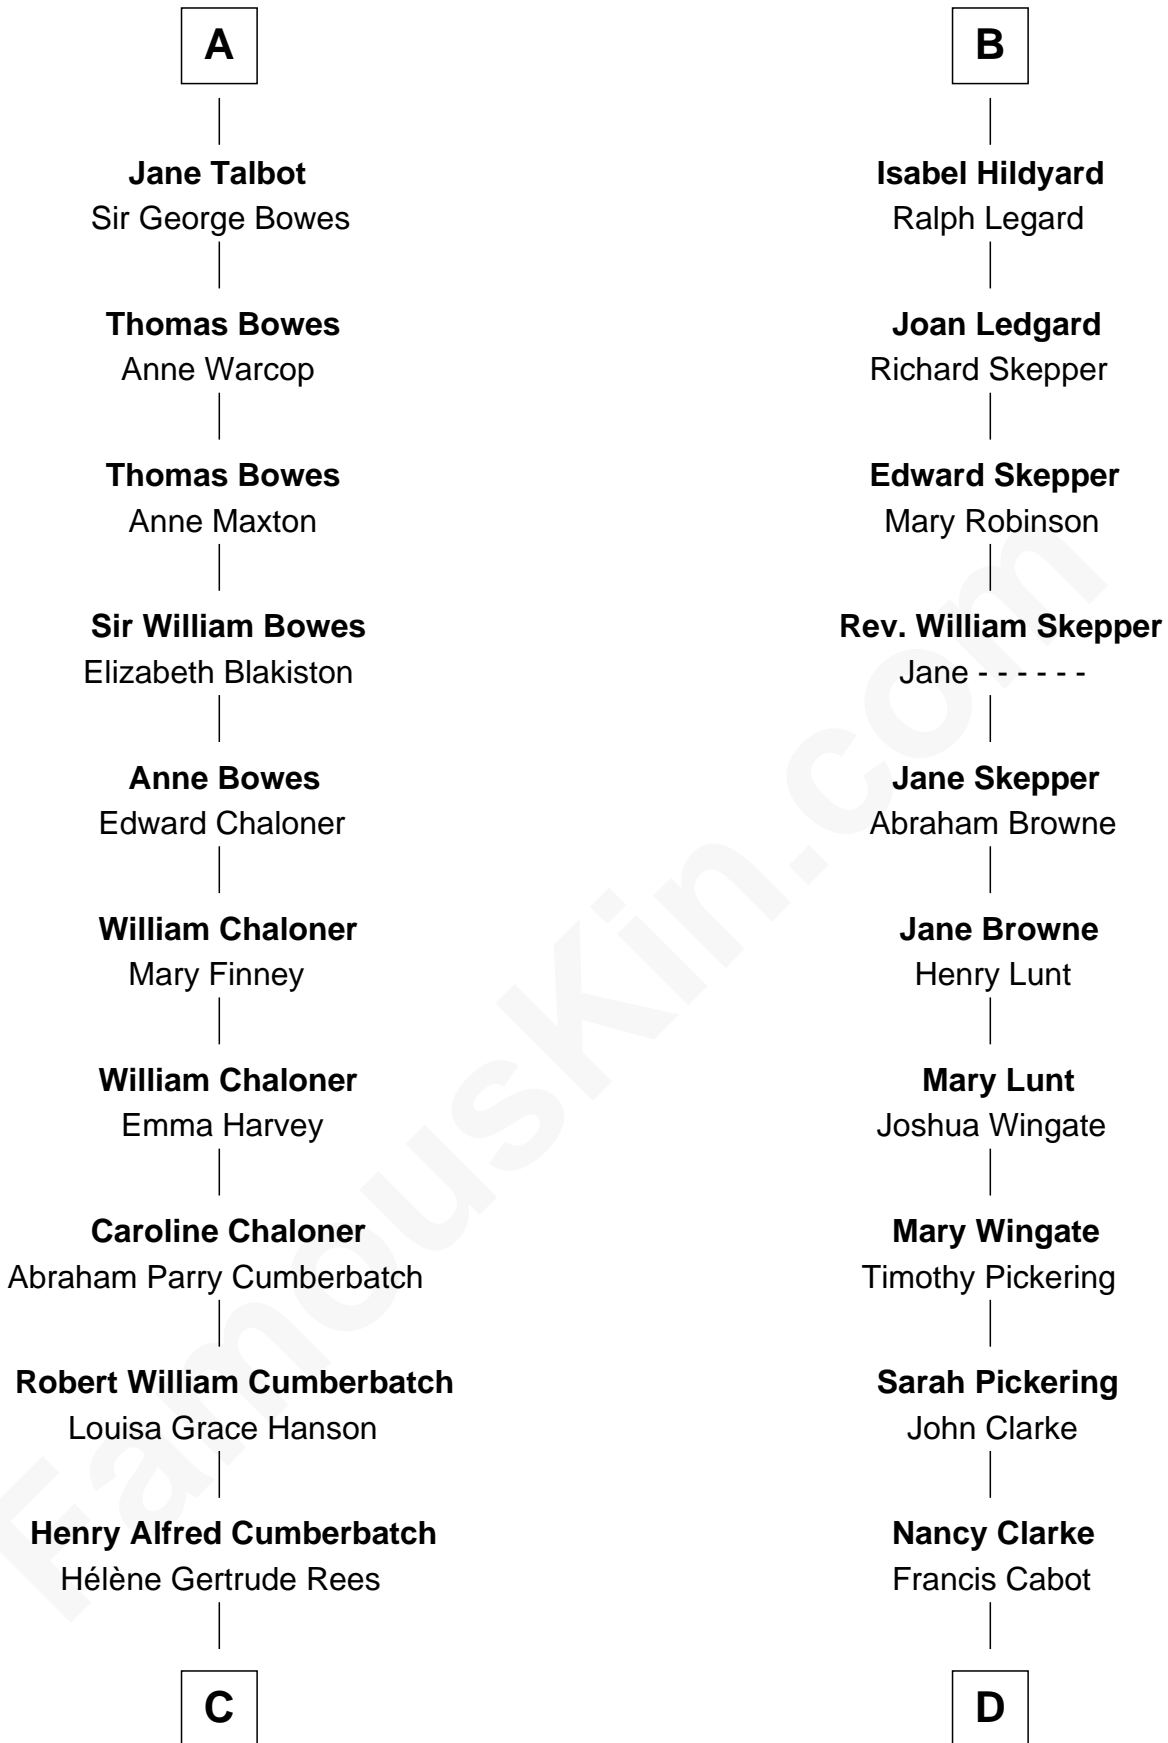 A
Jane Talbot
Sir George Bowes
Thomas Bowes
Anne Warcop
Thomas Bowes
Anne Maxton
Sir William Bowes
Elizabeth Blakiston
Anne Bowes
Edward Chaloner
William Chaloner
Mary Finney
William Chaloner
Emma Harvey
Caroline Chaloner
Abraham Parry Cumberbatch
Robert William Cumberbatch
Louisa Grace Hanson
Henry Alfred Cumberbatch
Hélène Gertrude Rees
C
B
Isabel Hildyard
Ralph Legard
Joan Ledgard
Richard Skepper
Edward Skepper
Mary Robinson
Rev. William Skepper
Jane - - - - - -
Jane Skepper
Abraham Browne
Jane Browne
Henry Lunt
Mary Lunt
Joshua Wingate
Mary Wingate
Timothy Pickering
Sarah Pickering
John Clarke
Nancy Clarke
Francis Cabot
D
FamousKin.com